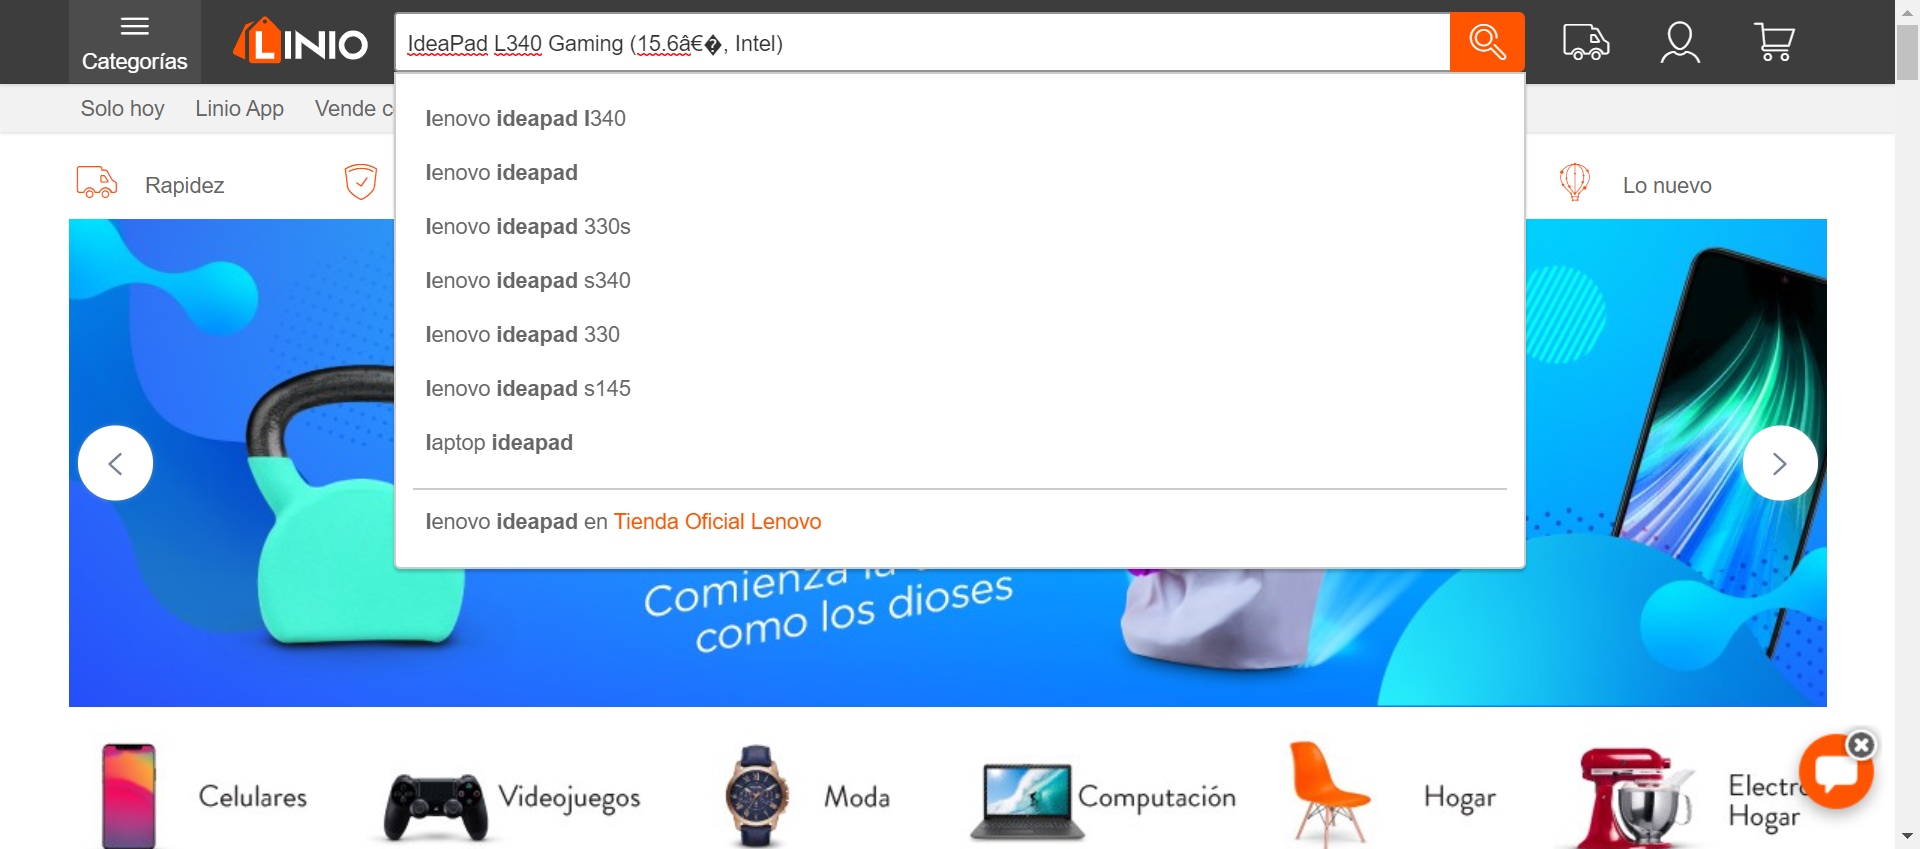 Categorías
LINIO
IdeaPad L340 Gaming (15.6â€�, Intel)
Solo hoy
Linio App
Vende c
lenovo ideapad l340
lenovo ideapad
lenovo ideapad 330s
lenovo ideapad s340
lenovo ideapad 330
lenovo ideapad s145
laptop ideapad
lenovo ideapad en Tienda Oficial Lenovo
Rapidez
Lo nuevo
Comienza la
como los dioses
Celulares
Videojuegos
Moda
Computación
Hogar
Electro
Hogar